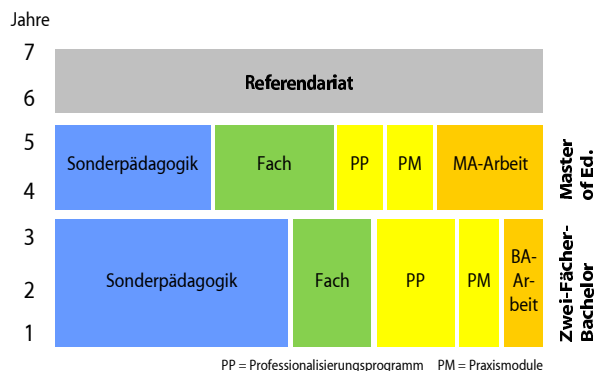 Jahre
7
Referendariat
6
5
Sonderpädagogik Fach PP PM MA-Arbeit
4
Master
of Ed.
3
Sonderpädagogik Fach PP PM BA-
Ar-
beit
2
1
Zwei-Fächer-
Bachelor
PP = Professionalisierungsprogramm PM = Praxismodule